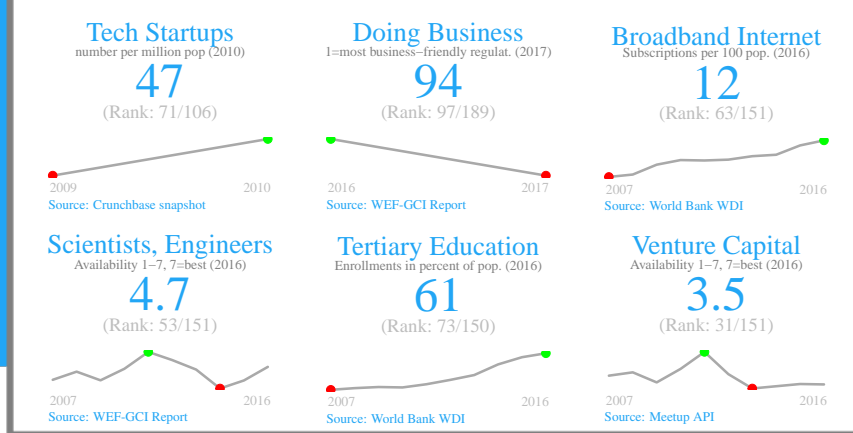 Tech Startups
number per million pop (2010)
47
(Rank: 71/106)
2009 2010
Source: Crunchbase snapshot
Doing Business
1=most business−friendly regulat. (2017)
94
(Rank: 97/189)
2016 2017
Source: WEF-GCI Report
Broadband Internet
Subscriptions per 100 pop. (2016)
12
(Rank: 63/151)
2007 2016
Source: World Bank WDI
Scientists, Engineers
Availability 1−7, 7=best (2016)
4.7
(Rank: 53/151)
2007 2016
Source: WEF-GCI Report
Tertiary Education
Enrollments in percent of pop. (2016)
61
(Rank: 73/150)
2007 2016
Source: World Bank WDI
Venture Capital
Availability 1−7, 7=best (2016)
3.5
(Rank: 31/151)
2007 2016
Source: Meetup API